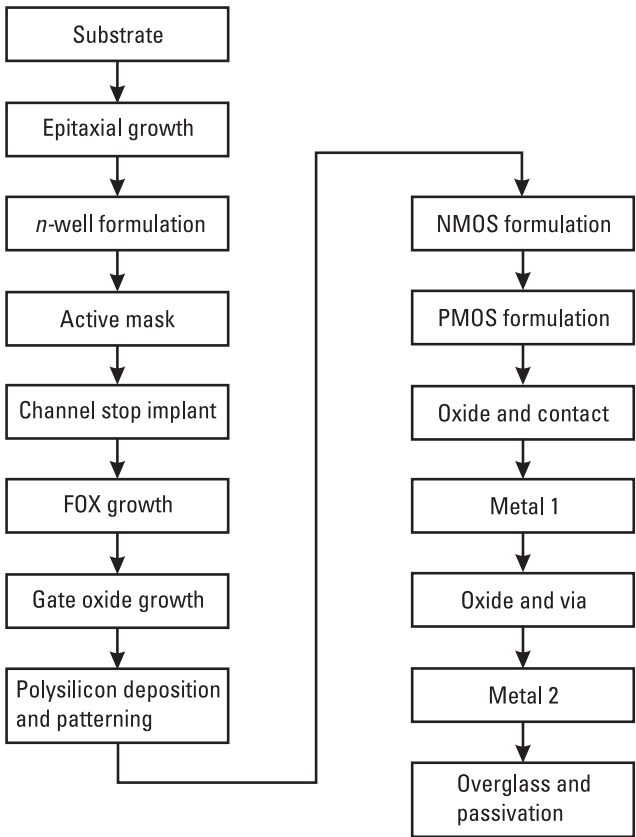 Substrate
Epitaxial growth
n-well formulation
Active mask
Channel stop implant
FOX growth
Gate oxide growth
Polysilicon deposition
and patterning
NMOS formulation
PMOS formulation
Oxide and contact
Metal 1
Oxide and via
Metal 2
Overglass and
passivation